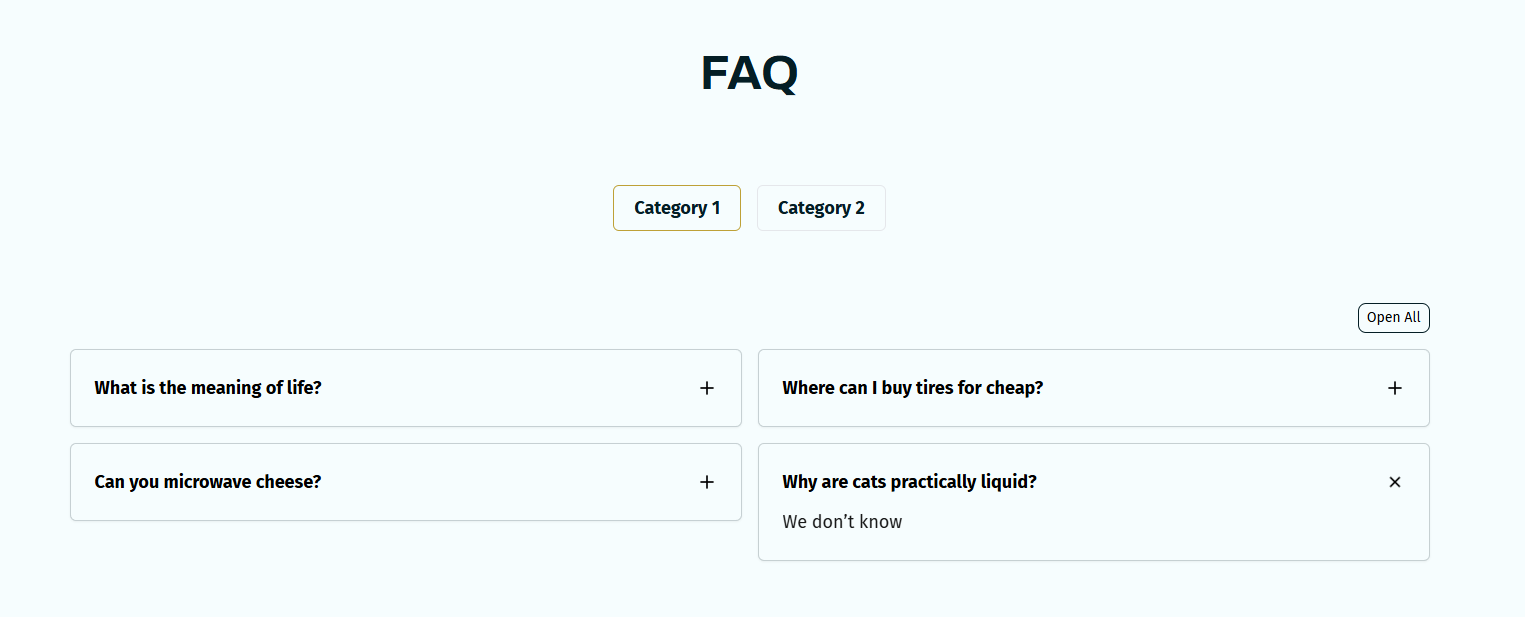 FAQ
Category 1
Category 2
Open All
What is the meaning of life?
Where can I buy tires for cheap?
Can you microwave cheese?
Why are cats practically liquid?
We don’t know